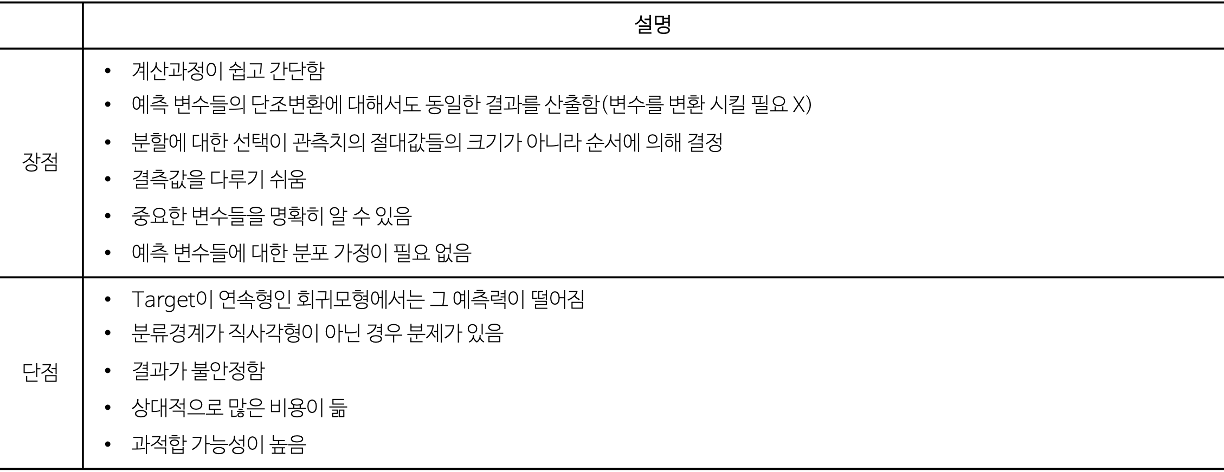 설명
장점
• 계산과정이 쉽고 간단함
• 예측 변수들의 단조변환에 대해서도 동일한 결과를 산출함(변수를 변환 시킬 필요 X)
• 분할에 대한 선택이 관측치의 절대값들의 크기가 아니라 순서에 의해 결정
• 결측값을 다루기 쉬움
• 중요한 변수들을 명확히 알 수 있음
• 예측 변수들에 대한 분포 가정이 필요 없음
단점
• Target이 연속형인 회귀모형에서는 그 예측력이 떨어짐
• 분류경계가 직사각형이 아닌 경우 분제가 있음
• 결과가 불안정함
• 상대적으로 많은 비용이 듦
• 과적합 가능성이 높음